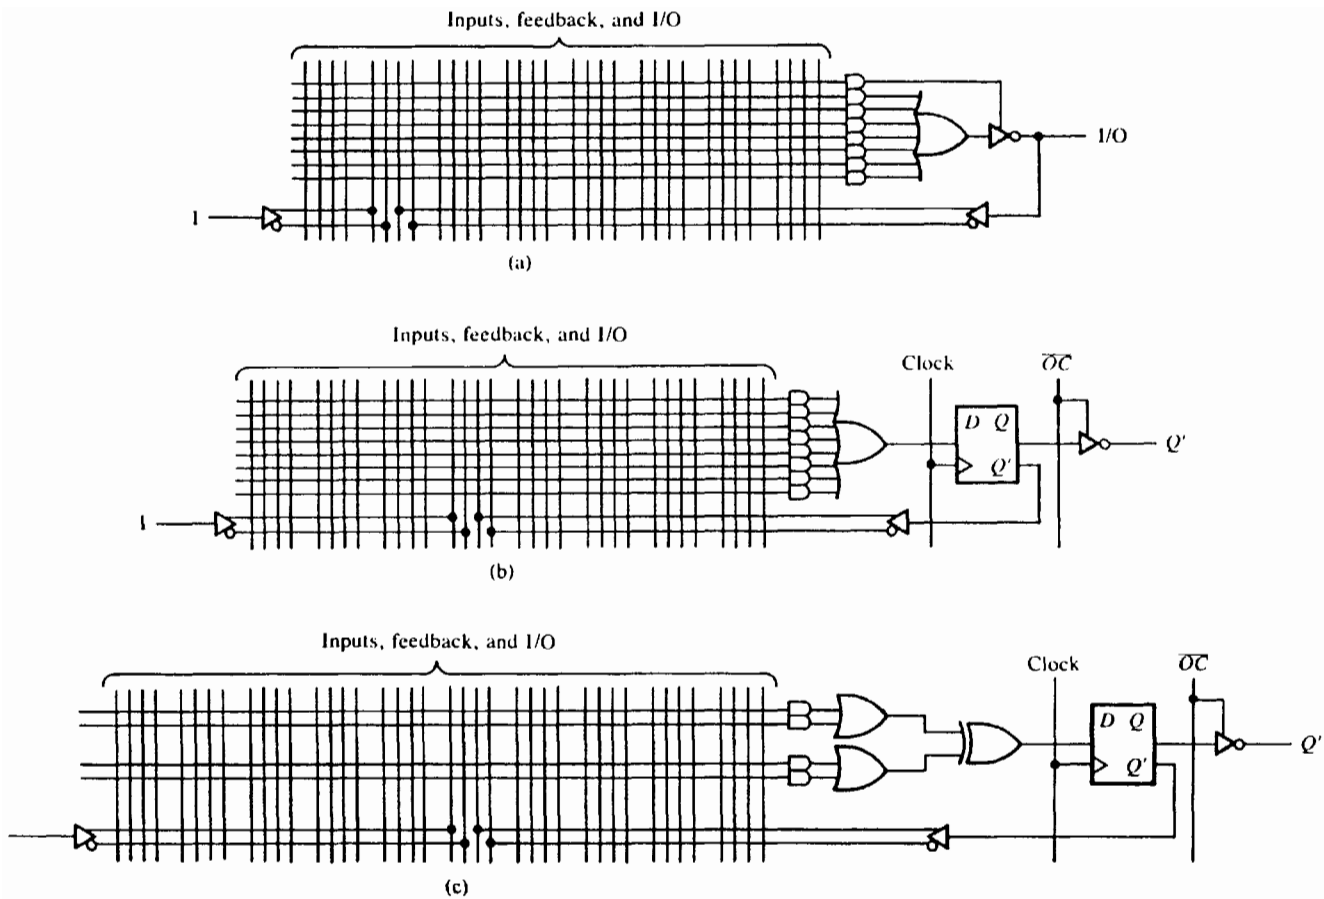 Inputs, feedback, and I/O
I/O
I
(a)
Inputs, feedback, and I/O
Clock
OC
D Q
Q'
Q'
I
(b)
Inputs, feedback, and I/O
Clock
OC
D Q
Q'
Q'
(c)